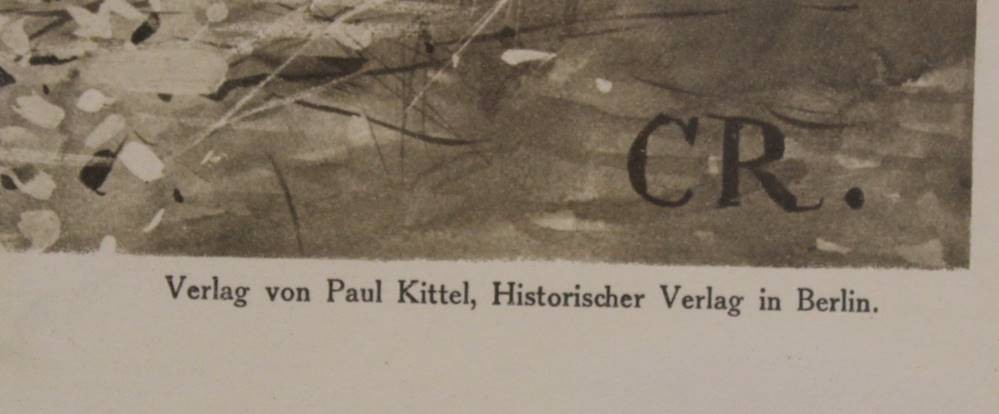 CR.
Verlag von Paul Kittel, Historischer Verlag in Berlin.